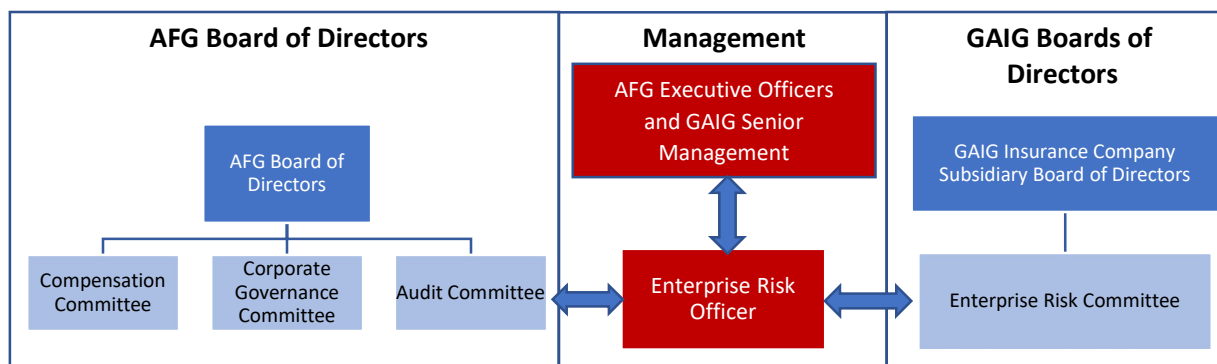 AFG Board of Directors
AFG Board of
Directors
Compensation
Committee
Corporate
Governance
Committee
Audit Committee
Management
AFG Executive Officers
and GAIG Senior
Management
Enterprise Risk
Officer
GAIG Boards of
Directors
GAIG Insurance Company
Subsidiary Board of Directors
Enterprise Risk Committee